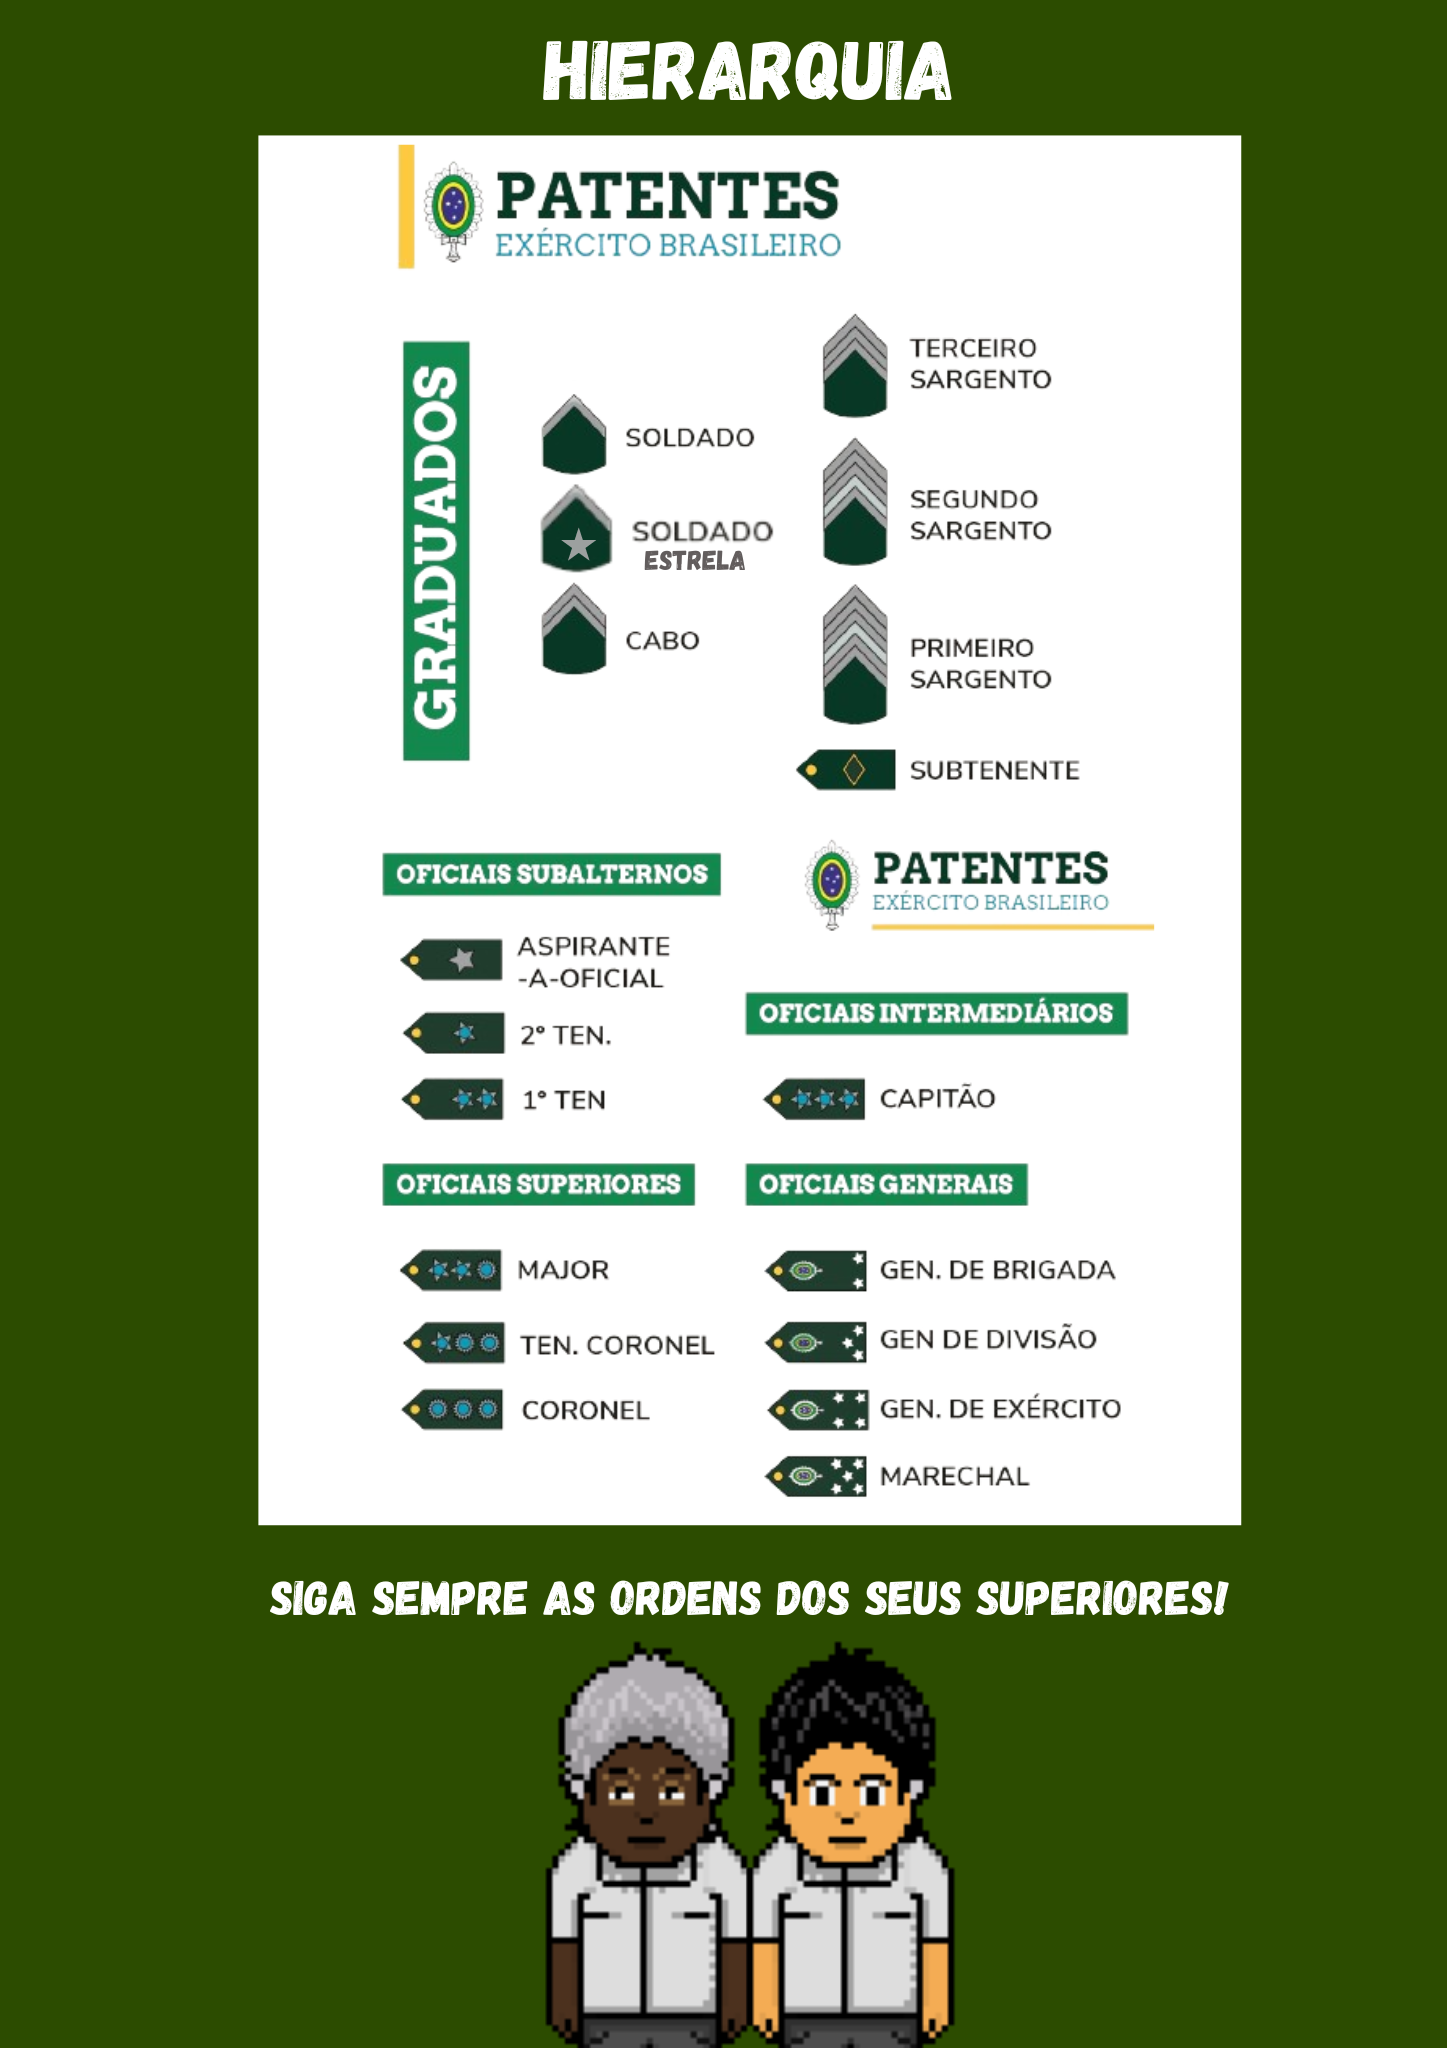 HIERARQUIA
PATENTES
EXÉRCITO BRASILEIRO
GRADUADOS
SOLDADO
SOLDADO
ESTRELA
CABO
TERCEIRO
SARGENTO
SEGUNDO
SARGENTO
PRIMEIRO
SARGENTO
SUBTENENTE
OFICIAIS SUBALTERNOS
ASPIRANTE
-A-OFICIAL
2° TEN.
1° TEN
PATENTES
EXÉRCITO BRASILEIRO
OFICIAIS INTERMEDIÁRIOS
CAPITÃO
OFICIAIS SUPERIORES
MAJOR
TEN. CORONEL
CORONEL
OFICIAIS GENERAIS
GEN. DE BRIGADA
GEN DE DIVISÃO
GEN. DE EXÉRCITO
MARECHAL
SIGA SEMPRE AS ORDENS DOS SEUS SUPERIORES!